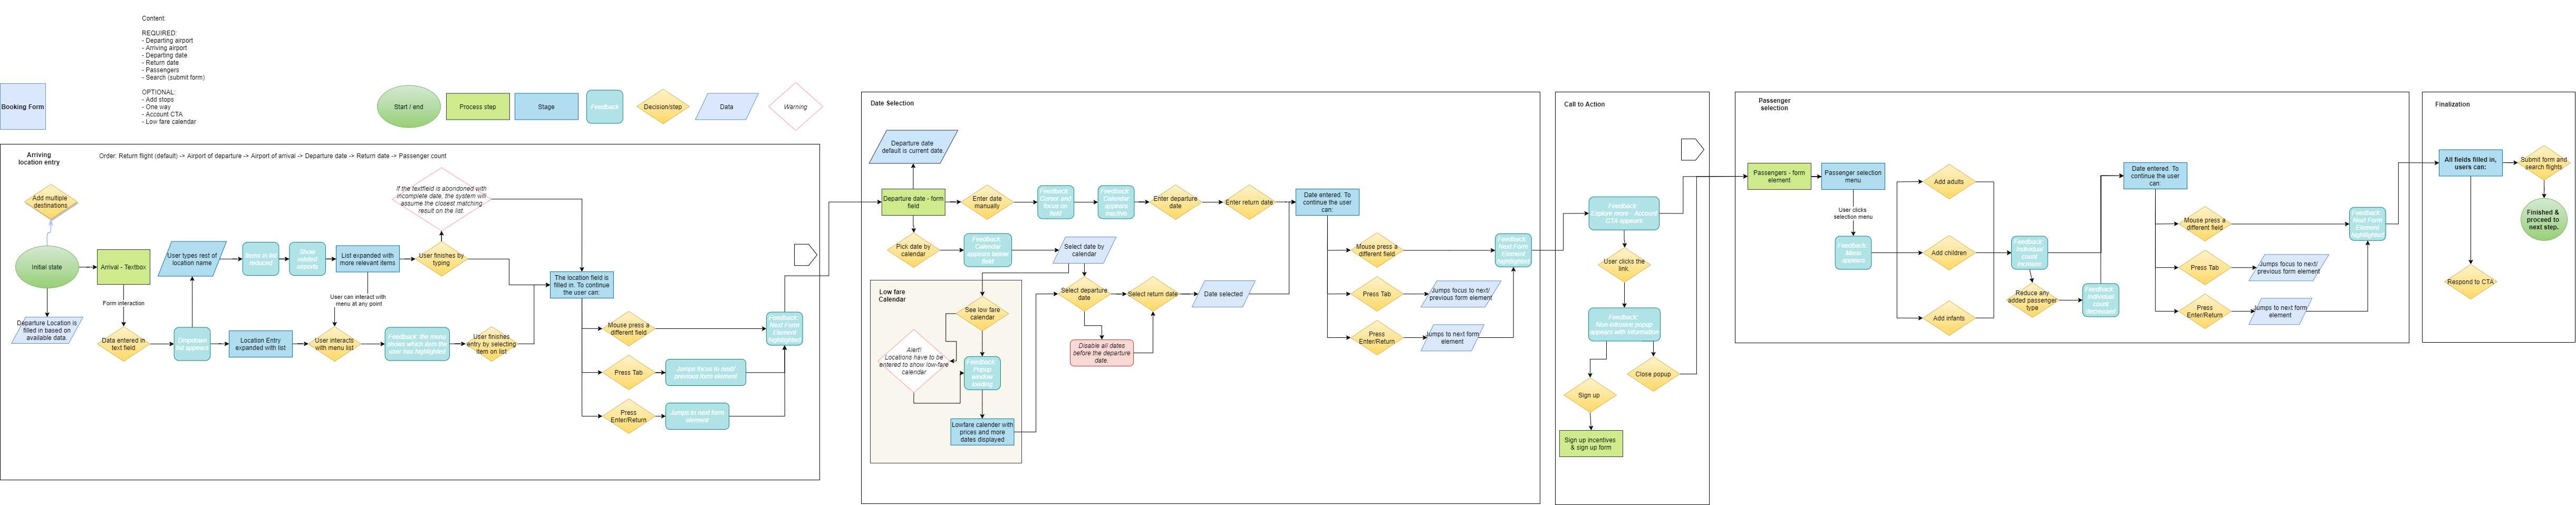 Content:
REQUIRED:
- Departing airport
- Arriving airport
- Departing date
- Return date
- Passengers
- Search (submit form)
OPTIONAL:
- Add stops
- One way
- Account CTA
- Low fare calendar
Booking Form
Start / end
Process step
Stage
Feedback
Decision/step
Data
Warning
Arriving
location entry
Order: Return flight (default) -> Airport of departure -> Airport of arrival -> Departure date -> Return date -> Passenger count
Add multiple
destinations
Initial state
Departure Location is
filled in based on
available data.
Arrival - Textbox
Form interaction
Data entered in
text field
User types rest of
location name
Dropdown
list appears
Items in list
reduced
Show
related
airports
Location Entry
expanded with list
List expanded with
more relevant items
User can interact with
menu at any point
User interacts
with menu list
If the textfield is abandoned with
incomplete date, the system will
assume the closest matching
result on the list.
User finishes by
typing
Feedback: the menu
shows which item the
user has highlighted
User finishes
entry by selecting
item on list
The location field is
filled in. To continue
the user can:
Mouse press a
different field
Press Tab
Jumps focus to next/
previous form element
Press
Enter/Return
Jumps to next form
element
Feedback:
Next Form
Element
highlighted
Date Selection
Departure date
default is current date.
Departure date - form
field
Enter date
manually
Feedback:
Cursor and
focus on
field
Feedback:
Calendar
appears
inactive
Enter departure
date
Enter return date
Date entered. To
continue the user
can:
Pick date by
calendar
Feedback:
Calendar
appears below
field
Select date by
calendar
Low fare
Calendar
See low fare
calendar
Alert!
Locations have to be
entered to show low-fare
calendar
Feedback:
Popup
window
loading
Lowfare calender with
prices and more
dates displayed
Select departure
date
Select return date
Date selected
Disable all dates
before the departure
date.
Mouse press a
different field
Press Tab
Jumps focus to next/
previous form element
Press
Enter/Return
Jumps to next form
element
Feedback:
Next Form
Element
highlighted
Call to Action
Feedback:
Explore more - Account
CTA appears
User clicks the
link.
Feedback:
Non-intrusive popup
appears with information
Close popup
Sign up
Sign up incentives
& sign up form
Passenger
selection
Passengers - form
element
Passenger selection
menu
User clicks
selection menu
Feedback:
Menu
appears
Add adults
Add children
Add infants
Feedback:
Individual
count
increases
Reduce any
added passenger
type
Feedback:
Individual
count
decreased
Date entered. To
continue the user
can:
Mouse press a
different field
Press Tab
Jumps focus to next/
previous form element
Press
Enter/Return
Jumps to next form
element
Feedback:
Next Form
Element
highlighted
Finalization
All fields filled in,
users can:
Submit form and
search flights
Finished &
proceed to
next step.
Respond to CTA